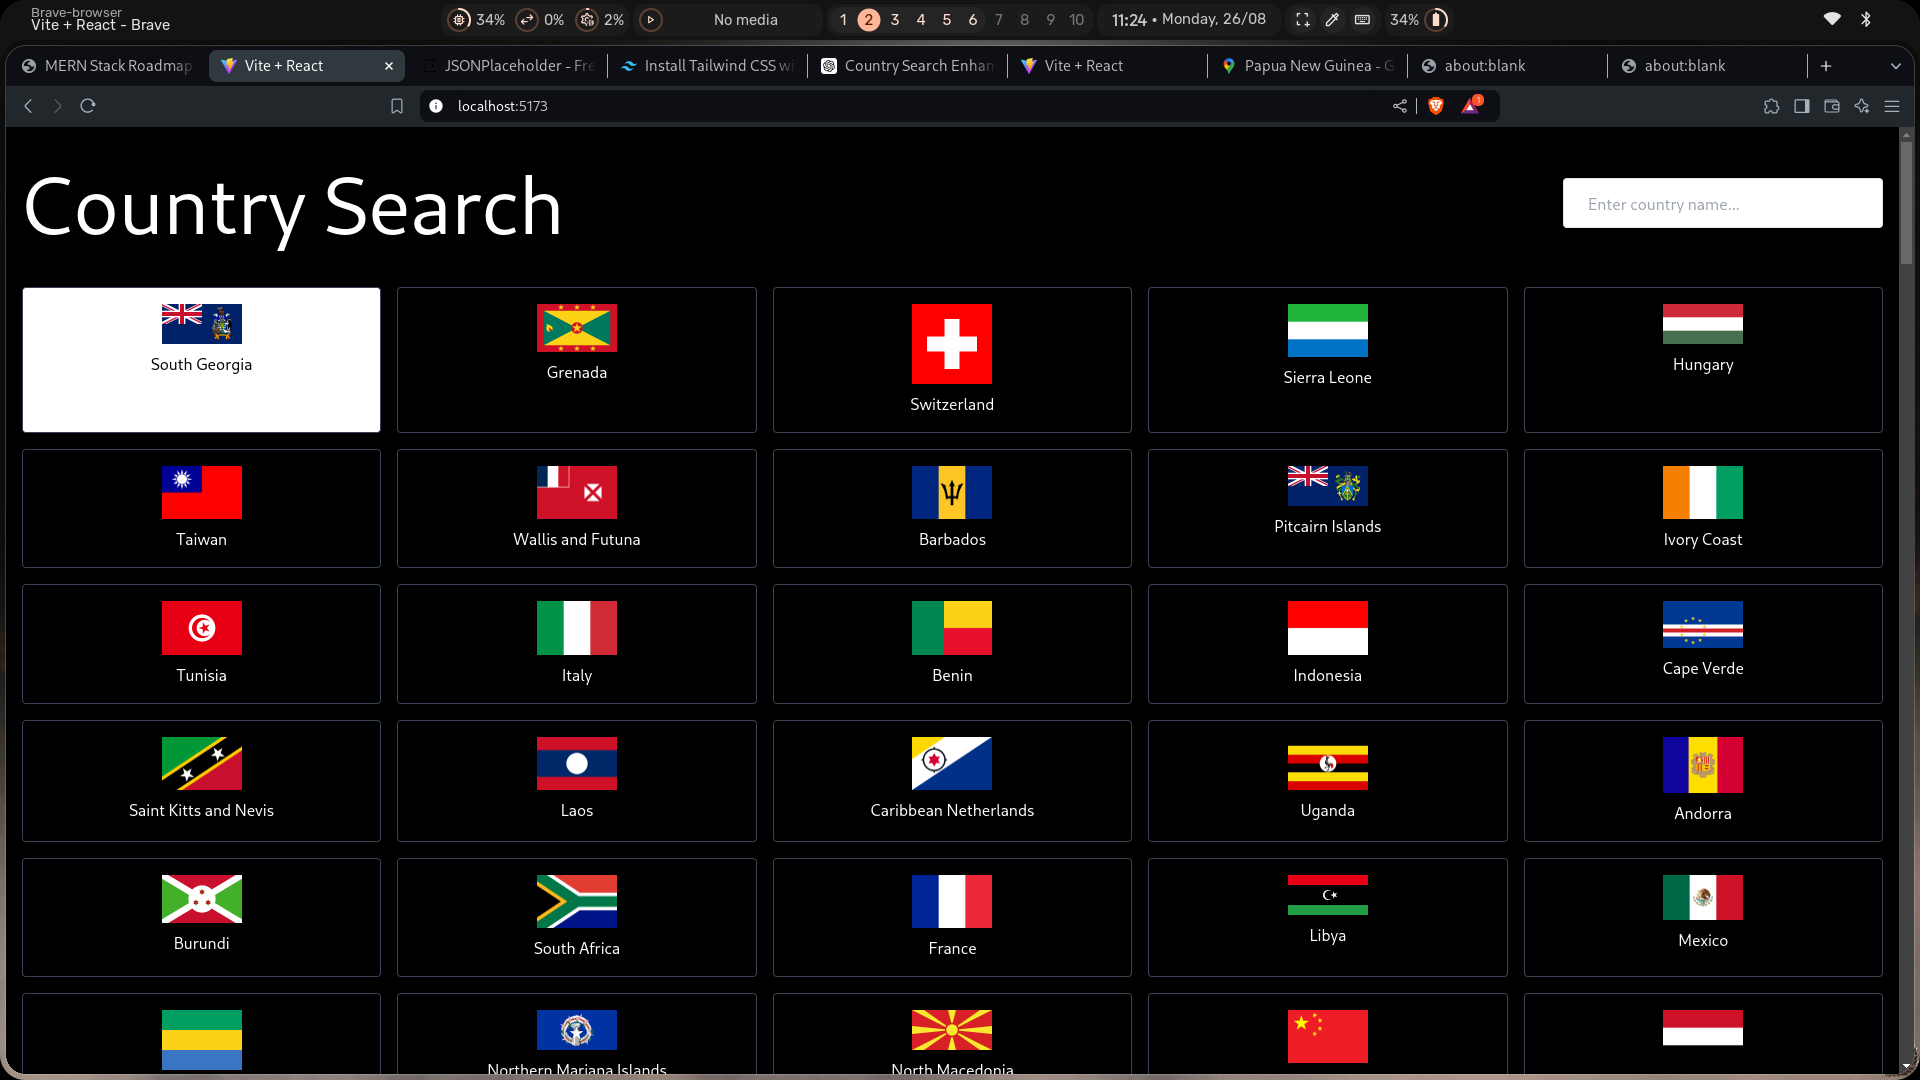 Brave-browser
Vite + React - Brave
34%
0%
2%
No media
1 2 3 4 5 6 7 8 9 10
11:24 • Monday, 26/08
34%
MERN Stack Roadmap
Vite + React
JSONPlaceholder - Fre
Install Tailwind CSS wi
Country Search Enhan
Vite + React
Papua New Guinea - G
about:blank
about:blank
localhost:5173
1
Country Search
Enter country name...
South Georgia
Grenada
Switzerland
Sierra Leone
Hungary
Taiwan
Wallis and Futuna
Barbados
Pitcairn Islands
Ivory Coast
Tunisia
Italy
Benin
Indonesia
Cape Verde
Saint Kitts and Nevis
Laos
Caribbean Netherlands
Uganda
Andorra
Burundi
South Africa
France
Libya
Mexico
Northern Mariana Islands
North Macedonia